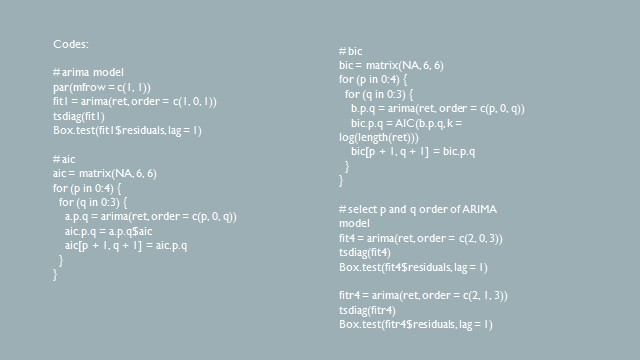 Codes:
# arima model
par(mfrow = c(1, 1))
fit1 = arima(ret, order = c(1, 0, 1))
tsdiag(fit1)
Box.test(fit1$residuals, lag = 1)
# aic
aic = matrix(NA, 6, 6)
for (p in 0:4) {
for (q in 0:3) {
a.p.q = arima(ret, order = c(p, 0, q))
aic.p.q = a.p.q$aic
aic[p + 1, q + 1] = aic.p.q
}
}
# bic
bic = matrix(NA, 6, 6)
for (p in 0:4) {
for (q in 0:3) {
b.p.q = arima(ret, order = c(p, 0, q))
bic.p.q = AIC(b.p.q, k =
log(length(ret)))
bic[p + 1, q + 1] = bic.p.q
}
}
# select p and q order of ARIMA
model
fit4 = arima(ret, order = c(2, 0, 3))
tsdiag(fit4)
Box.test(fit4$residuals, lag = 1)
fitr4 = arima(ret, order = c(2, 1, 3))
tsdiag(fitr4)
Box.test(fitr4$residuals, lag = 1)